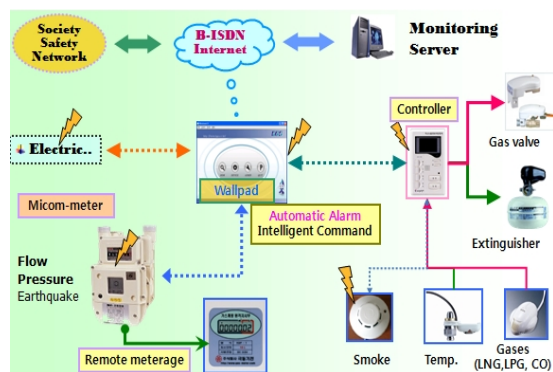 Society
Safety
Network
B-ISDN
Internet
Monitoring
Server
Controller
Gas valve
Electric..
Wallpad
Micom-meter
Automatic Alarm
Intelligent Command
Extinguisher
Flow
Pressure
Earthquake
Remote meterage
Smoke
Temp.
Gases
(LNG,LPG, CO)